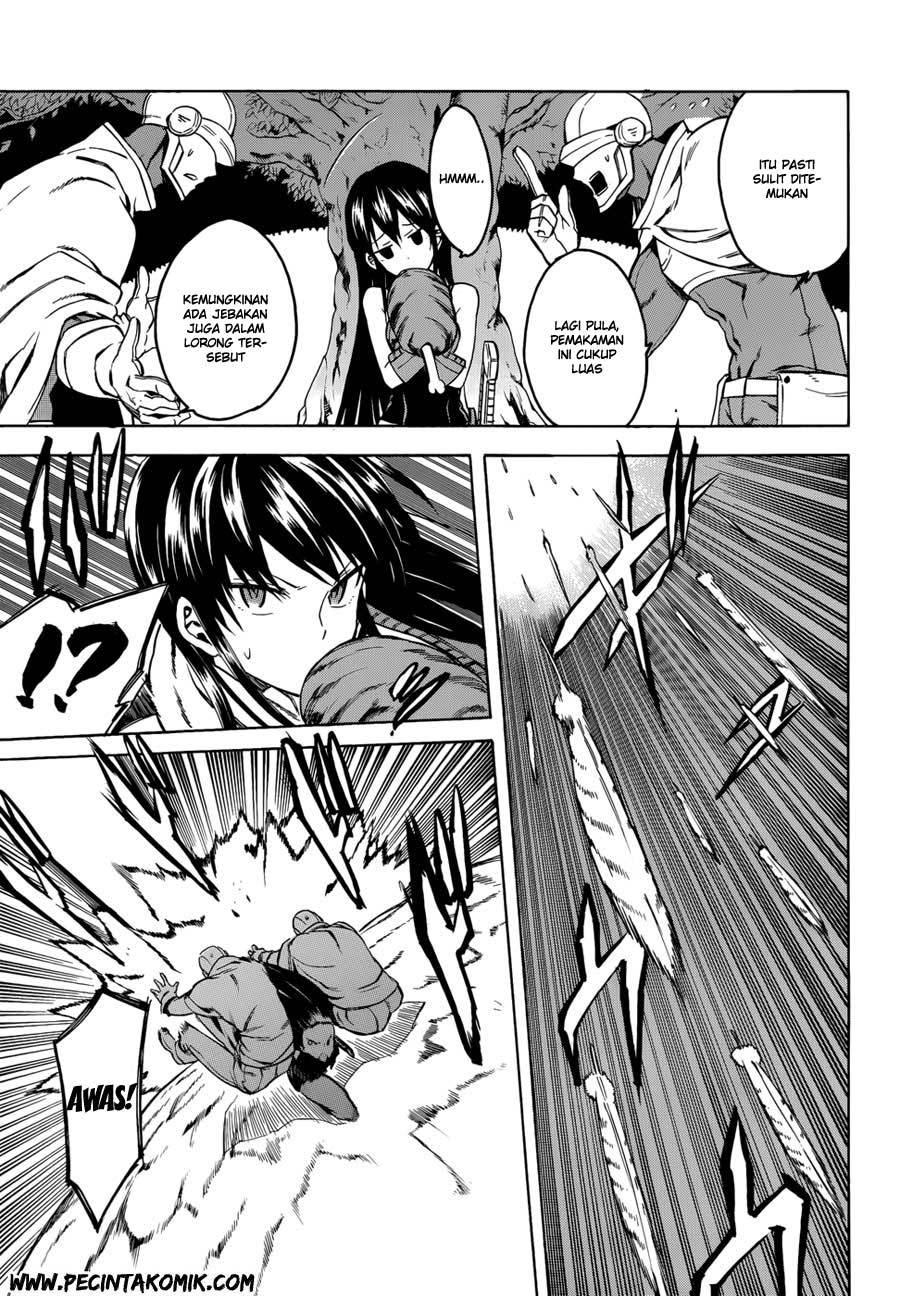 ITU PASTI
SULIT DITE-
MUKAN
LAGI PULA,
PEMAKAMAN
INI CUKUP
LUAS
HMMM..
KEMUNGKINAN
ADA JEBAKAN
JUGA DALAM
LORONG TER-
SEBUT
!?
AWAS!
WWW.PECINTAKOMIK.COM